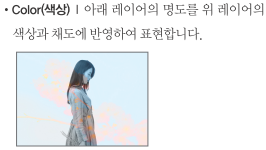 • Color(색상) | 아래 레이어의 명도를 위 레이어의
색상과 채도에 반영하여 표현합니다.